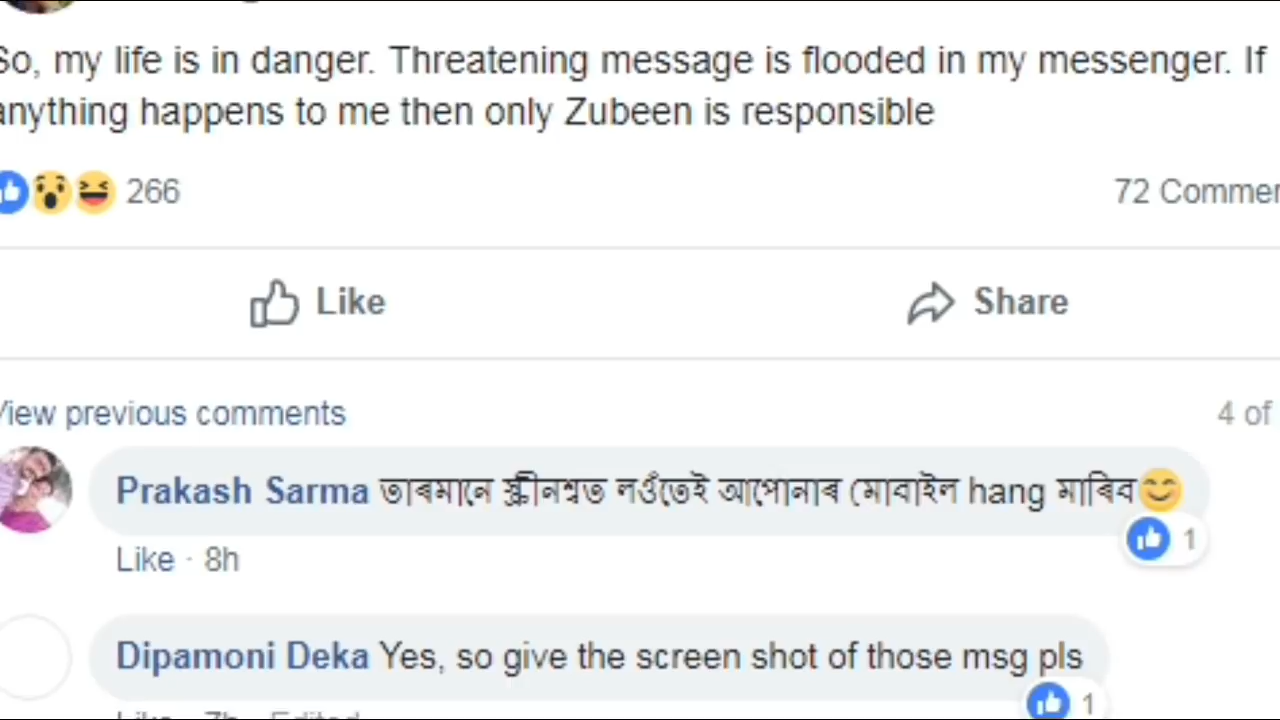 So, my life is in danger. Threatening message is flooded in my messenger. If
anything happens to me then only Zubeen is responsible
266
72 Commen
Like
Share
View previous comments
4 of
Prakash Sarma তাৰমানে স্ক্ৰীনশ্বত লওঁতেই আপোনাৰ মোবাইল hang মাৰিব
1
Like · 8h
Dipamoni Deka Yes, so give the screen shot of those msg pls
1
Like · 7h · Edited